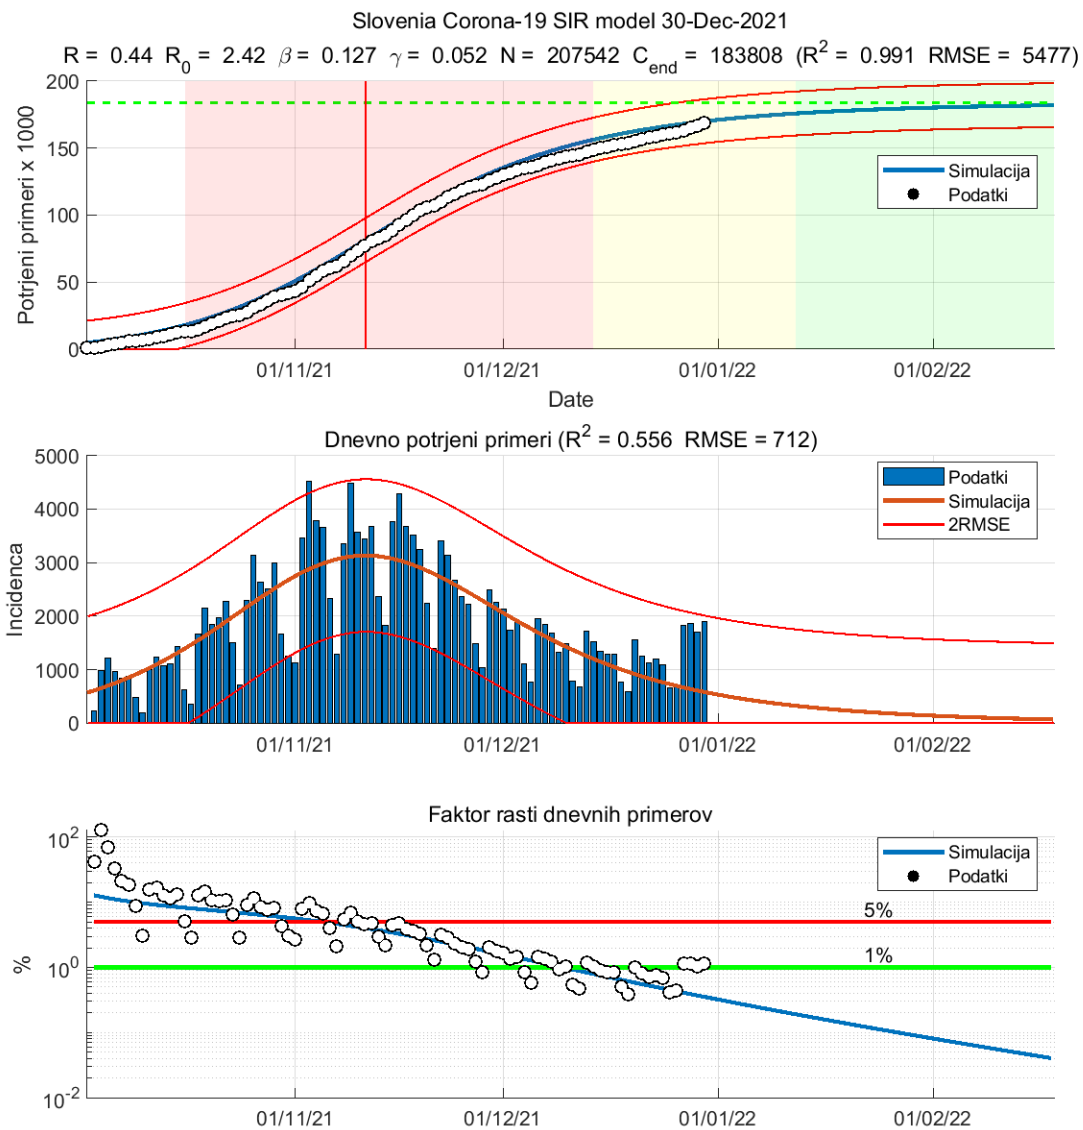 Slovenia Corona-19 SIR model 30-Dec-2021
R = 0.44 R0 = 2.42 β = 0.127 γ = 0.052 N = 207542 Cend = 183808 (R2 = 0.991 RMSE = 5477)
200
150
100
50
0
Potrjeni primeri x 1000
Simulacija
Podatki
01/11/21 01/12/21 01/01/22 01/02/22
Date
Dnevno potrjeni primeri (R2 = 0.556 RMSE = 712)
5000
4000
3000
2000
1000
0
Incidenca
Podatki
Simulacija
2RMSE
01/11/21 01/12/21 01/01/22 01/02/22
Faktor rasti dnevnih primerov
10^2
10^0
10^-2
%
Simulacija
Podatki
5%
1%
01/11/21 01/12/21 01/01/22 01/02/22